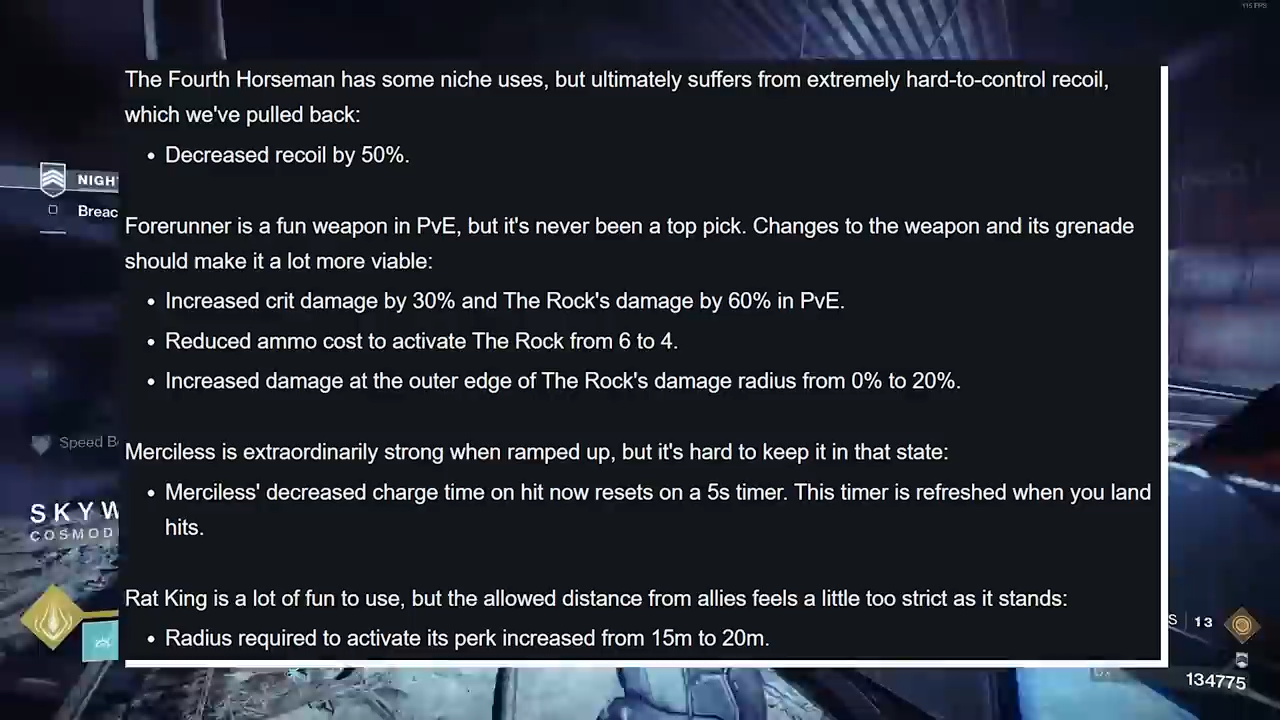 115 FPS
The Fourth Horseman has some niche uses, but ultimately suffers from extremely hard-to-control recoil,
which we've pulled back:
• Decreased recoil by 50%.
NIGH
Breac
Forerunner is a fun weapon in PvE, but it's never been a top pick. Changes to the weapon and its grenade
should make it a lot more viable:
• Increased crit damage by 30% and The Rock's damage by 60% in PvE.
• Reduced ammo cost to activate The Rock from 6 to 4.
• Increased damage at the outer edge of The Rock's damage radius from 0% to 20%.
Speed B
Merciless is extraordinarily strong when ramped up, but it's hard to keep it in that state:
• Merciless' decreased charge time on hit now resets on a 5s timer. This timer is refreshed when you land
hits.
SKYW
COSMOD
Rat King is a lot of fun to use, but the allowed distance from allies feels a little too strict as it stands:
• Radius required to activate its perk increased from 15m to 20m.
S | 13
134775